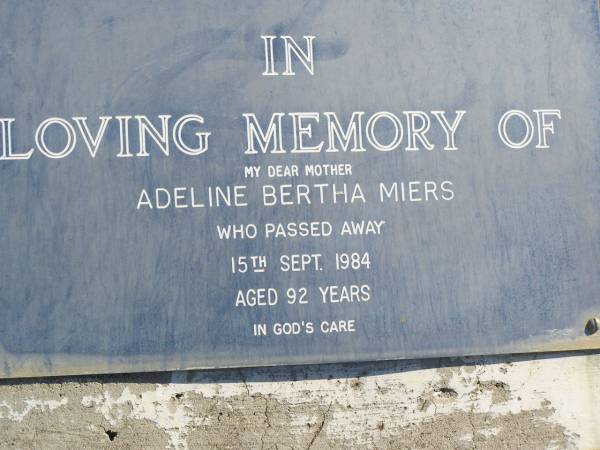 IN
LOVING MEMORY OF
MY DEAR MOTHER
ADELINE BERTHA MIERS
WHO PASSED AWAY
15TH SEPT. 1984
AGED 92 YEARS
IN GOD'S CARE